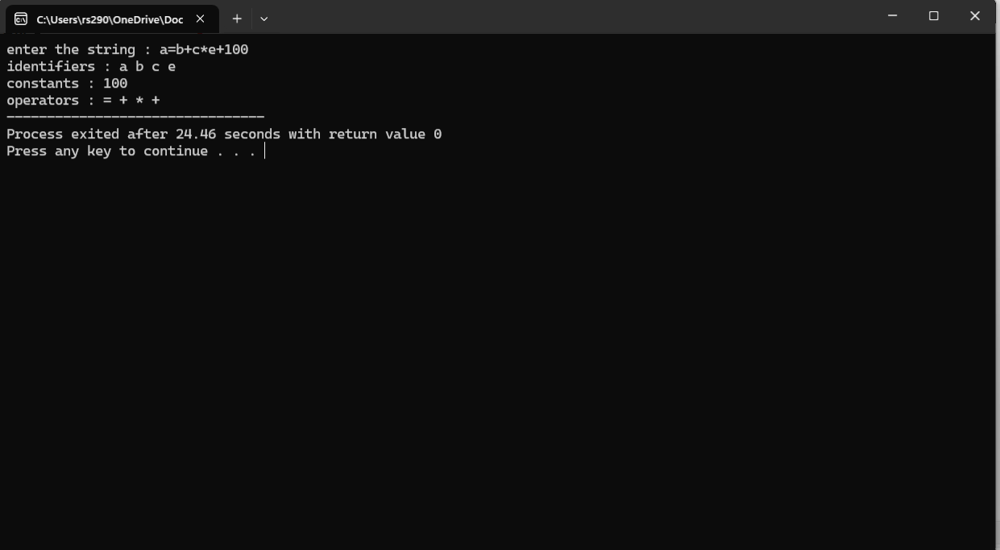 C:\Users\rs290\OneDrive\Doc
enter the string : a=b+c*e+100
identifiers : a b c e
constants : 100
operators : = + * +
--------------------------------
Process exited after 24.46 seconds with return value 0
Press any key to continue . . .